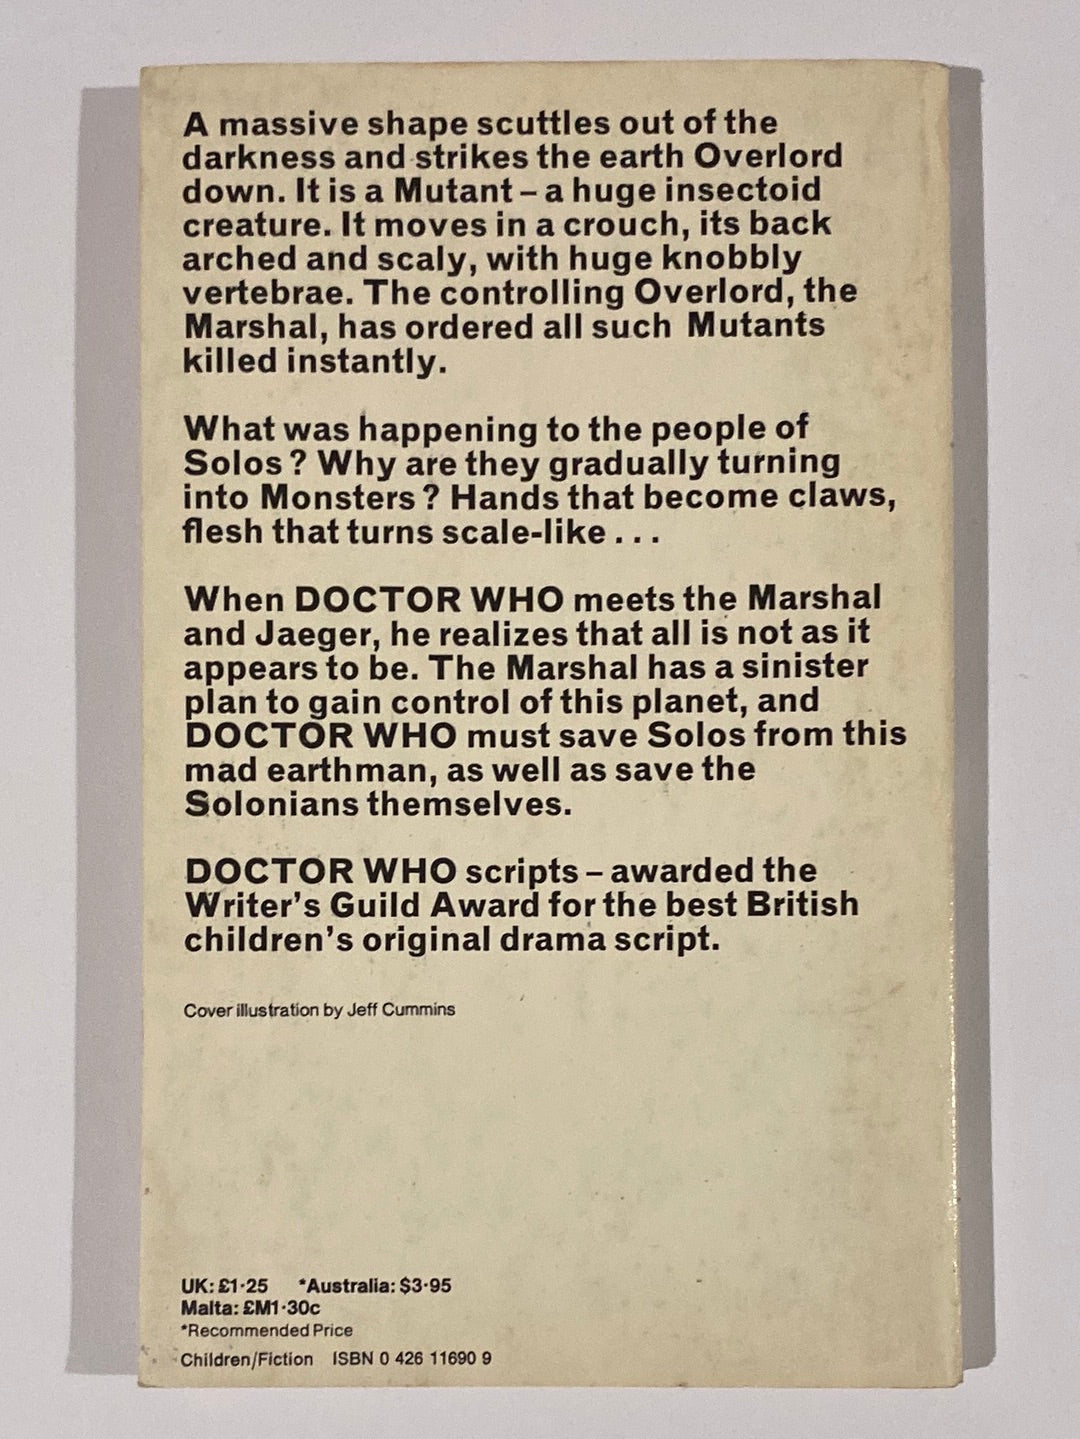 A massive shape scuttles out of the
darkness and strikes the earth Overlord
down. It is a Mutant – a huge insectoid
creature. It moves in a crouch, its back
arched and scaly, with huge knobbly
vertebrae. The controlling Overlord, the
Marshal, has ordered all such Mutants
killed instantly.
What was happening to the people of
Solos? Why are they gradually turning
into Monsters? Hands that become claws,
flesh that turns scale-like . . .
When DOCTOR WHO meets the Marshal
and Jaeger, he realizes that all is not as it
appears to be. The Marshal has a sinister
plan to gain control of this planet, and
DOCTOR WHO must save Solos from this
mad earthman, as well as save the
Solonians themselves.
DOCTOR WHO scripts – awarded the
Writer's Guild Award for the best British
children's original drama script.
Cover illustration by Jeff Cummins
UK: £1·25 *Australia: $3·95
Malta: £M1·30c
*Recommended Price
Children/Fiction ISBN 0 426 11690 9